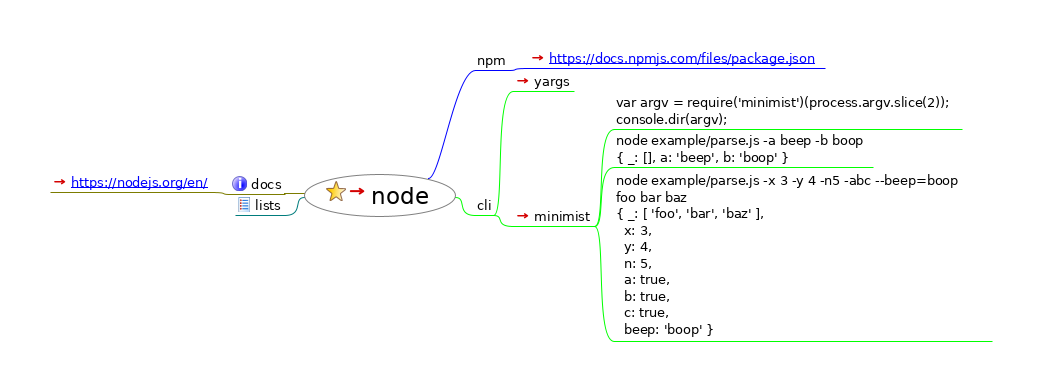 npm
https://docs.npmjs.com/files/package.json
yargs
var argv = require('minimist')(process.argv.slice(2));
console.dir(argv);
node example/parse.js -a beep -b boop
{ _: [], a: 'beep', b: 'boop' }
https://nodejs.org/en/
docs
lists
node
cli
minimist
node example/parse.js -x 3 -y 4 -n5 -abc --beep=boop
foo bar baz
{ _: [ 'foo', 'bar', 'baz' ],
  x: 3,
  y: 4,
  n: 5,
  a: true,
  b: true,
  c: true,
  beep: 'boop' }